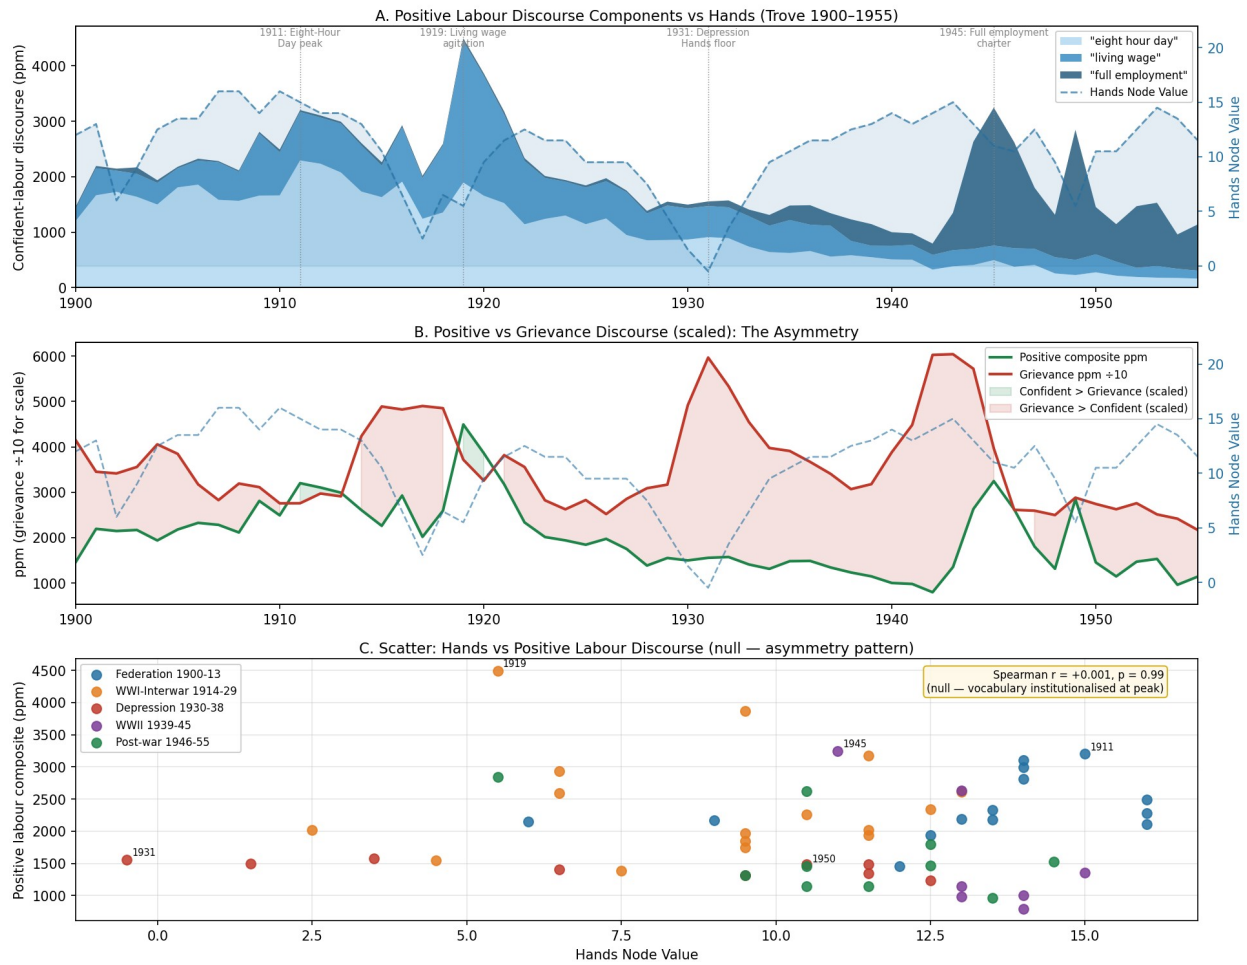 A. Positive Labour Discourse Components vs Hands (Trove 1900–1955)
1911: Eight-Hour
Day peak
1919: Living wage
agitation
1931: Depression
Hands floor
1945: Full employment
charter
"eight hour day"
"living wage"
"full employment"
Hands Node Value
Confident-labour discourse (ppm)
4000
3000
2000
1000
0
20
15
10
5
0
Hands Node Value
1900
1910
1920
1930
1940
1950
B. Positive vs Grievance Discourse (scaled): The Asymmetry
Positive composite ppm
Grievance ppm ÷10
Confident > Grievance (scaled)
Grievance > Confident (scaled)
ppm (grievance ÷10 for scale)
6000
5000
4000
3000
2000
1000
20
15
10
5
0
Hands Node Value
1900
1910
1920
1930
1940
1950
C. Scatter: Hands vs Positive Labour Discourse (null — asymmetry pattern)
Federation 1900-13
WWI-Interwar 1914-29
Depression 1930-38
WWII 1939-45
Post-war 1946-55
Spearman r = +0.001, p = 0.99
(null — vocabulary institutionalised at peak)
1919
1945
1911
1931
1950
Positive labour composite (ppm)
4500
4000
3500
3000
2500
2000
1500
1000
0.0
2.5
5.0
7.5
10.0
12.5
15.0
Hands Node Value